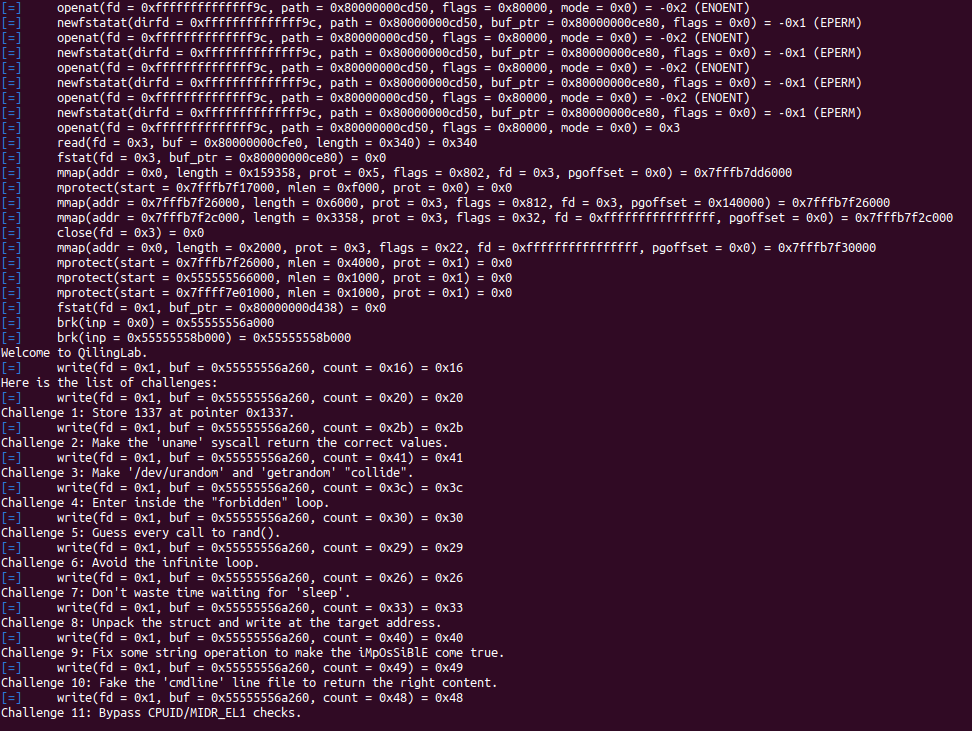 [=] openat(fd = 0xffffffffffffff9c, path = 0x80000000cd50, flags = 0x80000, mode = 0x0) = -0x2 (ENOENT)
[=] newfstatat(dirfd = 0xffffffffffffff9c, path = 0x80000000cd50, buf_ptr = 0x80000000ce80, flags = 0x0) = -0x1 (EPERM)
[=] openat(fd = 0xffffffffffffff9c, path = 0x80000000cd50, flags = 0x80000, mode = 0x0) = -0x2 (ENOENT)
[=] newfstatat(dirfd = 0xffffffffffffff9c, path = 0x80000000cd50, buf_ptr = 0x80000000ce80, flags = 0x0) = -0x1 (EPERM)
[=] openat(fd = 0xffffffffffffff9c, path = 0x80000000cd50, flags = 0x80000, mode = 0x0) = -0x2 (ENOENT)
[=] newfstatat(dirfd = 0xffffffffffffff9c, path = 0x80000000cd50, buf_ptr = 0x80000000ce80, flags = 0x0) = -0x1 (EPERM)
[=] openat(fd = 0xffffffffffffff9c, path = 0x80000000cd50, flags = 0x80000, mode = 0x0) = -0x2 (ENOENT)
[=] newfstatat(dirfd = 0xffffffffffffff9c, path = 0x80000000cd50, buf_ptr = 0x80000000ce80, flags = 0x0) = -0x1 (EPERM)
[=] openat(fd = 0xffffffffffffff9c, path = 0x80000000cd50, flags = 0x80000, mode = 0x0) = 0x3
[=] read(fd = 0x3, buf = 0x80000000cfe0, length = 0x340) = 0x340
[=] fstat(fd = 0x3, buf_ptr = 0x80000000ce80) = 0x0
[=] mmap(addr = 0x0, length = 0x159358, prot = 0x5, flags = 0x802, fd = 0x3, pgoffset = 0x0) = 0x7fffb7dd6000
[=] mprotect(start = 0x7fffb7f17000, mlen = 0xf000, prot = 0x0) = 0x0
[=] mmap(addr = 0x7fffb7f26000, length = 0x6000, prot = 0x3, flags = 0x812, fd = 0x3, pgoffset = 0x140000) = 0x7fffb7f26000
[=] mmap(addr = 0x7fffb7f2c000, length = 0x3358, prot = 0x3, flags = 0x32, fd = 0xffffffffffffffff, pgoffset = 0x0) = 0x7fffb7f2c000
[=] close(fd = 0x3) = 0x0
[=] mmap(addr = 0x0, length = 0x2000, prot = 0x3, flags = 0x22, fd = 0xffffffffffffffff, pgoffset = 0x0) = 0x7fffb7f30000
[=] mprotect(start = 0x7fffb7f26000, mlen = 0x4000, prot = 0x1) = 0x0
[=] mprotect(start = 0x555555566000, mlen = 0x1000, prot = 0x1) = 0x0
[=] mprotect(start = 0x7ffff7e01000, mlen = 0x1000, prot = 0x1) = 0x0
[=] fstat(fd = 0x1, buf_ptr = 0x80000000d438) = 0x0
[=] brk(inp = 0x0) = 0x55555556a000
[=] brk(inp = 0x55555558b000) = 0x55555558b000
Welcome to QilingLab.
[=] write(fd = 0x1, buf = 0x55555556a260, count = 0x16) = 0x16
Here is the list of challenges:
[=] write(fd = 0x1, buf = 0x55555556a260, count = 0x20) = 0x20
Challenge 1: Store 1337 at pointer 0x1337.
[=] write(fd = 0x1, buf = 0x55555556a260, count = 0x2b) = 0x2b
Challenge 2: Make the 'uname' syscall return the correct values.
[=] write(fd = 0x1, buf = 0x55555556a260, count = 0x41) = 0x41
Challenge 3: Make '/dev/urandom' and 'getrandom' "collide".
[=] write(fd = 0x1, buf = 0x55555556a260, count = 0x3c) = 0x3c
Challenge 4: Enter inside the "forbidden" loop.
[=] write(fd = 0x1, buf = 0x55555556a260, count = 0x30) = 0x30
Challenge 5: Guess every call to rand().
[=] write(fd = 0x1, buf = 0x55555556a260, count = 0x29) = 0x29
Challenge 6: Avoid the infinite loop.
[=] write(fd = 0x1, buf = 0x55555556a260, count = 0x26) = 0x26
Challenge 7: Don't waste time waiting for 'sleep'.
[=] write(fd = 0x1, buf = 0x55555556a260, count = 0x33) = 0x33
Challenge 8: Unpack the struct and write at the target address.
[=] write(fd = 0x1, buf = 0x55555556a260, count = 0x40) = 0x40
Challenge 9: Fix some string operation to make the iMpOsSiBlE come true.
[=] write(fd = 0x1, buf = 0x55555556a260, count = 0x49) = 0x49
Challenge 10: Fake the 'cmdline' line file to return the right content.
[=] write(fd = 0x1, buf = 0x55555556a260, count = 0x48) = 0x48
Challenge 11: Bypass CPUID/MIDR_EL1 checks.